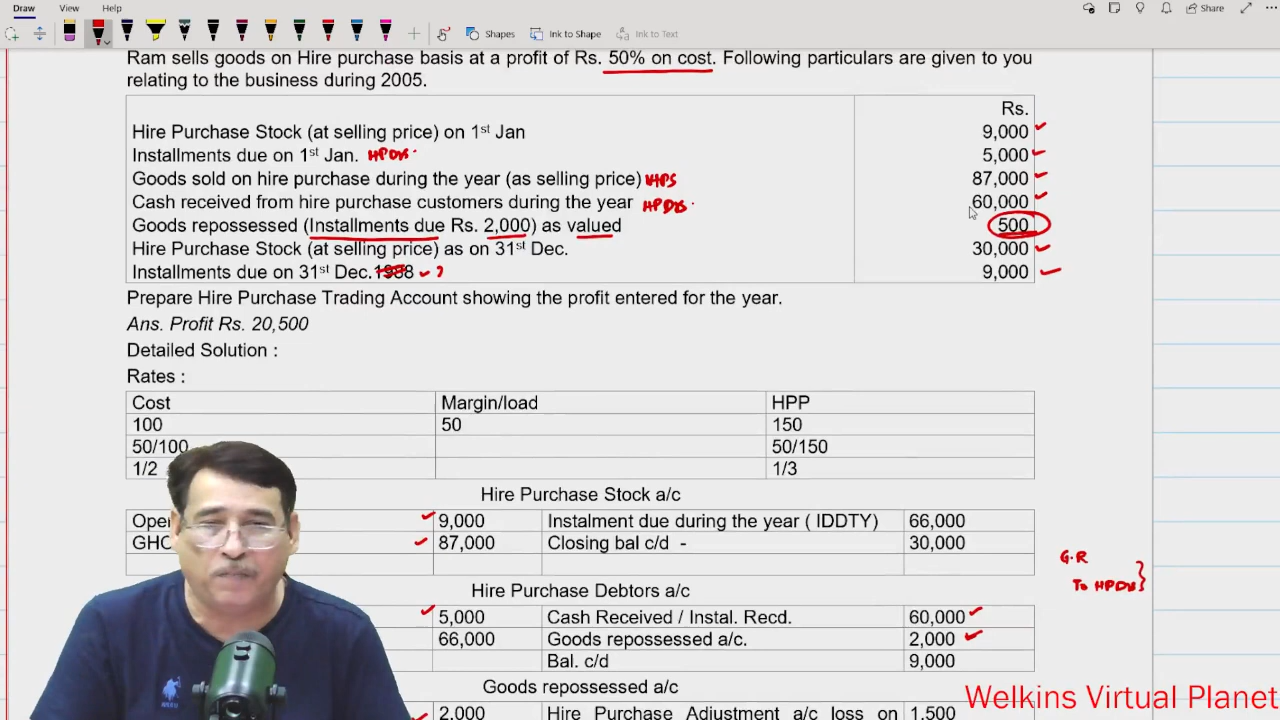 Draw View Help
Shapes Ink to Shape Ink to Text Share
Ram sells goods on Hire purchase basis at a profit of Rs. 50% on cost. Following particulars are given to you
relating to the business during 2005.
Rs.
Hire Purchase Stock (at selling price) on 1st Jan 9,000
Installments due on 1st Jan. 5,000
Goods sold on hire purchase during the year (as selling price) HPS 87,000
Cash received from hire purchase customers during the year 60,000
Goods repossessed (Installments due Rs. 2,000) as valued 500
Hire Purchase Stock (at selling price) as on 31st Dec. 30,000
Installments due on 31st Dec.1988 ? 9,000
Prepare Hire Purchase Trading Account showing the profit entered for the year.
Ans. Profit Rs. 20,500
Detailed Solution :
Rates :
Cost Margin/load HPP
100 50 150
50/100 50/150
1/2 1/3
Hire Purchase Stock a/c
9,000 Instalment due during the year ( IDDTY) 66,000
87,000 Closing bal c/d - 30,000
G.R
To HPDrs
Hire Purchase Debtors a/c
5,000 Cash Received / Instal. Recd. 60,000
66,000 Goods repossessed a/c. 2,000
Bal. c/d 9,000
Goods repossessed a/c
2,000 Hire Purchase Adjustment a/c loss on 1,500
Welkins Virtual Planet